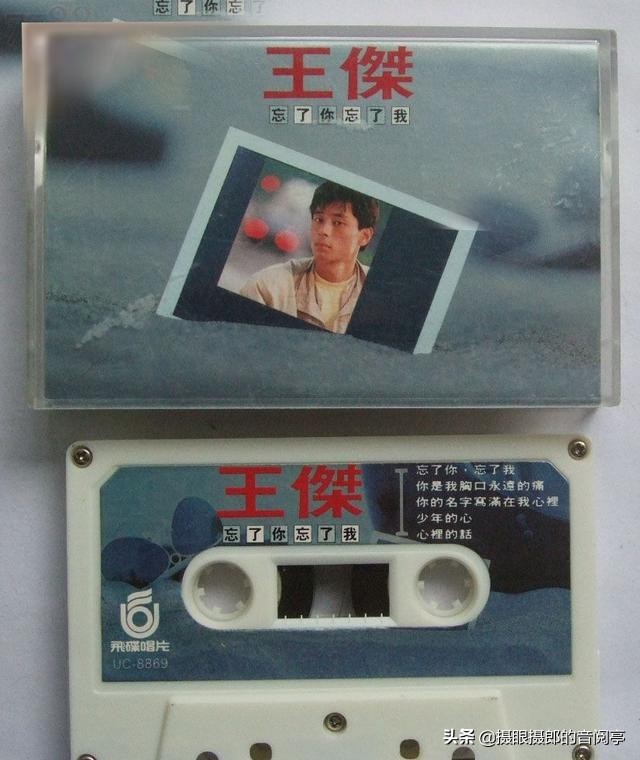 忘了你忘了
王傑
忘了你忘了我
王傑
忘了你忘了我
忘了你．忘了我
你是我胸口永遠的痛
你的名字寫滿在我心裡
少年的心
心裡的話
飛碟唱片
UC-8869
头条 @摄眼摄郎的音阅亭